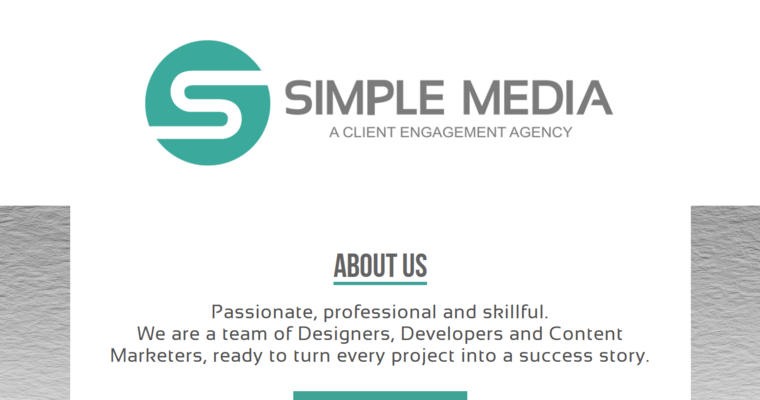 SIMPLE MEDIA
A CLIENT ENGAGEMENT AGENCY
ABOUT US
Passionate, professional and skillful.
We are a team of Designers, Developers and Content
Marketers, ready to turn every project into a success story.